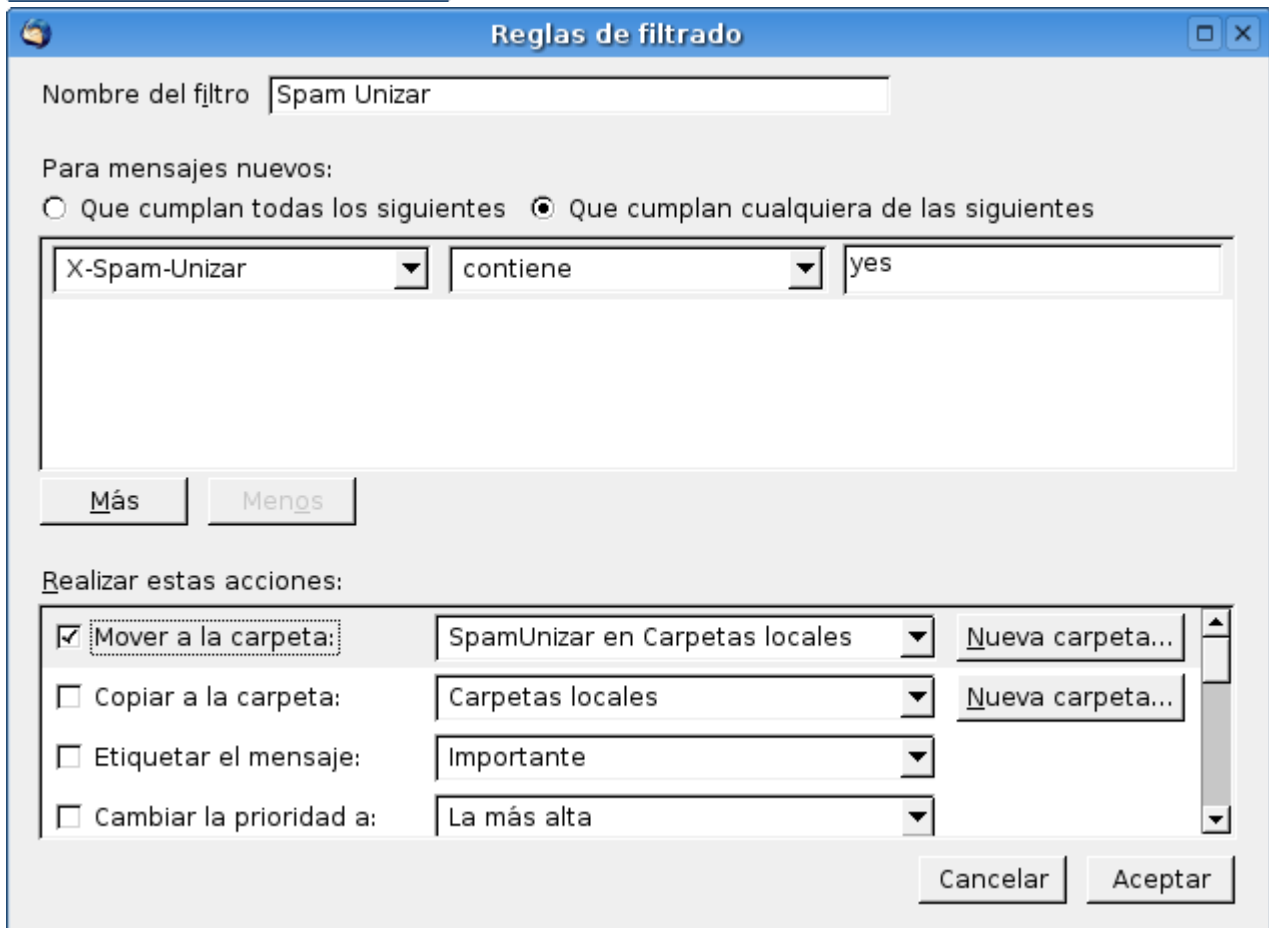 Reglas de filtrado
Nombre del filtro Spam Unizar
Para mensajes nuevos:
Que cumplan todas los siguientes Que cumplan cualquiera de las siguientes
X-Spam-Unizar contiene yes
Más Menos
Realizar estas acciones:
Mover a la carpeta: SpamUnizar en Carpetas locales Nueva carpeta...
Copiar a la carpeta: Carpetas locales Nueva carpeta...
Etiquetar el mensaje: Importante
Cambiar la prioridad a: La más alta
Cancelar Aceptar